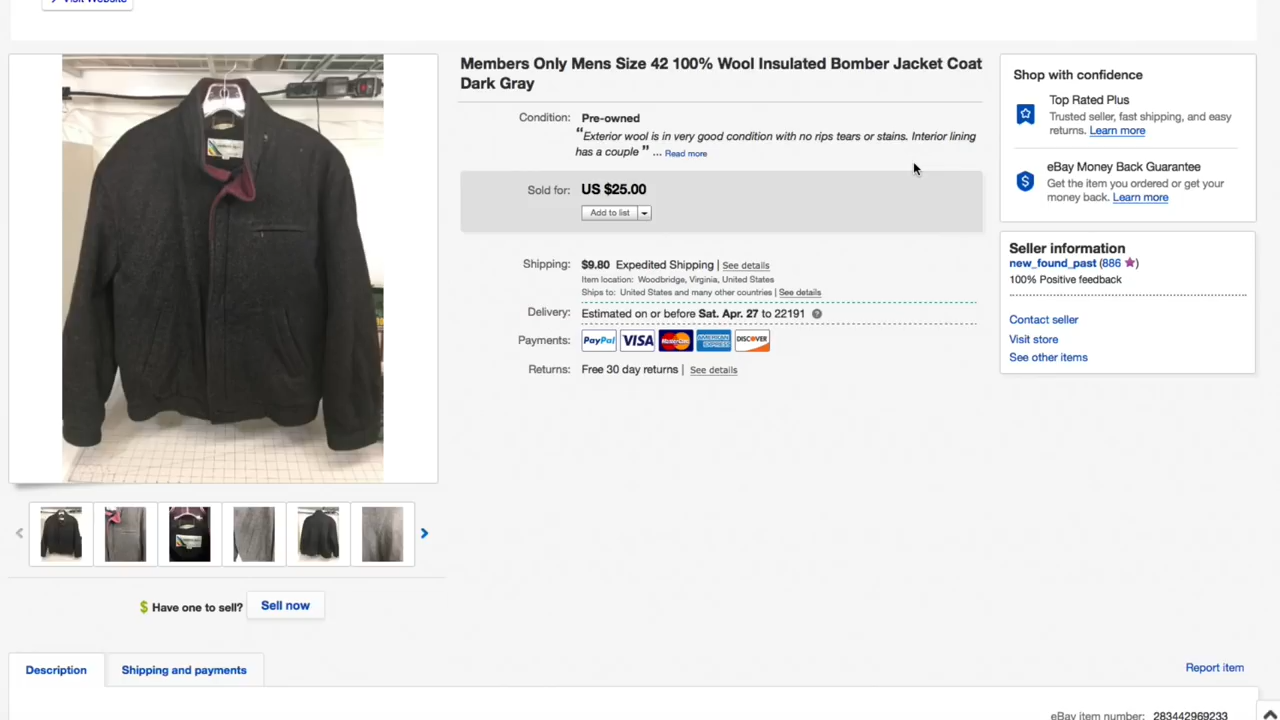 Visit Website
Members Only Mens Size 42 100% Wool Insulated Bomber Jacket Coat
Dark Gray
Condition: Pre-owned
“Exterior wool is in very good condition with no rips tears or stains. Interior lining
has a couple ” ... Read more
Sold for: US $25.00
Add to list
Shipping: $9.80 Expedited Shipping | See details
Item location: Woodbridge, Virginia, United States
Ships to: United States and many other countries | See details
Delivery: Estimated on or before Sat. Apr. 27 to 22191
Payments: PayPal VISA MasterCard AMERICAN EXPRESS DISCOVER
Returns: Free 30 day returns | See details
Shop with confidence
Top Rated Plus
Trusted seller, fast shipping, and easy
returns. Learn more
eBay Money Back Guarantee
Get the item you ordered or get your
money back. Learn more
Seller information
new_found_past (886 )
100% Positive feedback
Contact seller
Visit store
See other items
$ Have one to sell? Sell now
Description
Shipping and payments
Report item
eBay item number: 283442969233